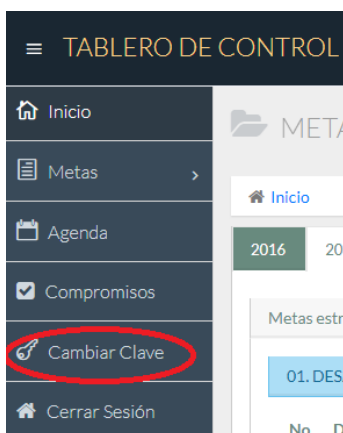 TABLERO DE CONTROL
Inicio
META
Metas
Inicio
Agenda
2016 20
Compromisos
Metas estr
Cambiar Clave
01. DES
Cerrar Sesión
No. D